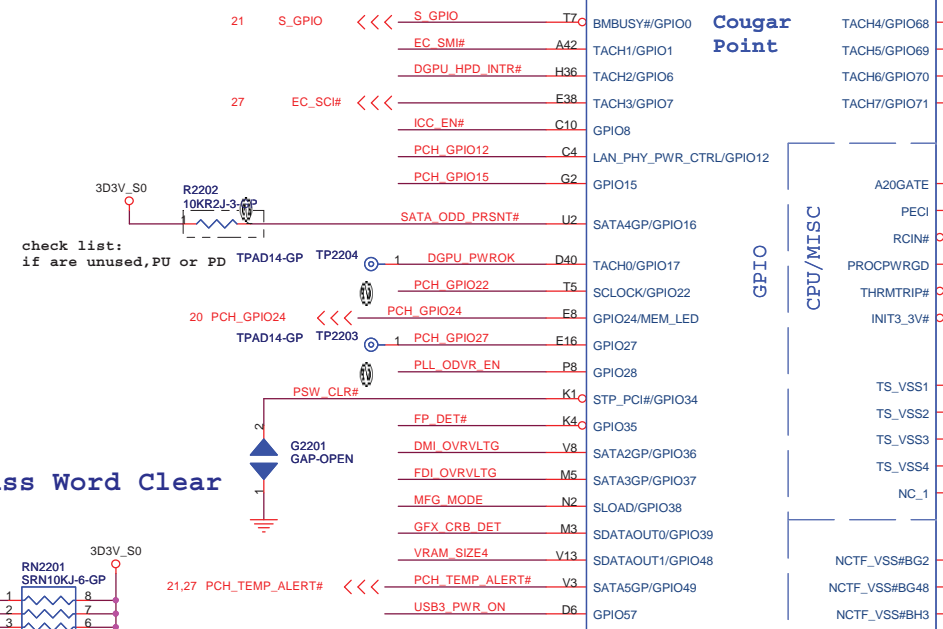 21 S_GPIO S_GPIO T7 BMBUSY#/GPIO0 Cougar TACH4/GPIO68
EC_SMI# A42 TACH1/GPIO1 Point TACH5/GPIO69
DGPU_HPD_INTR# H36 TACH2/GPIO6 TACH6/GPIO70
27 EC_SCI# E38 TACH3/GPIO7 TACH7/GPIO71
ICC_EN# C10 GPIO8
PCH_GPIO12 C4 LAN_PHY_PWR_CTRL/GPIO12
PCH_GPIO15 G2 GPIO15 A20GATE
3D3V_S0 R2202
10KR2J-3-GP PECI
1 SATA_ODD_PRSNT# U2 SATA4GP/GPIO16
RCIN#
check list:
if are unused,PU or PD
TPAD14-GP TP2204 1 DGPU_PWROK D40 TACH0/GPIO17 GPIO CPU/MISC PROCPWRGD
PCH_GPIO22 T5 SCLOCK/GPIO22 THRMTRIP#
20 PCH_GPIO24 PCH_GPIO24 E8 GPIO24/MEM_LED INIT3_3V#
TPAD14-GP TP2203 1 PCH_GPIO27 E16 GPIO27
PLL_ODVR_EN P8 GPIO28
PSW_CLR# K1 STP_PCI#/GPIO34 TS_VSS1
FP_DET# K4 GPIO35 TS_VSS2
2 G2201
GAP-OPEN
1
DMI_OVRVLTG V8 SATA2GP/GPIO36 TS_VSS3
FDI_OVRVLTG M5 SATA3GP/GPIO37 TS_VSS4
ss Word Clear
MFG_MODE N2 SLOAD/GPIO38 NC_1
GFX_CRB_DET M3 SDATAOUT0/GPIO39
VRAM_SIZE4 V13 SDATAOUT1/GPIO48 NCTF_VSS#BG2
3D3V_S0
RN2201
SRN10KJ-6-GP
21,27 PCH_TEMP_ALERT# PCH_TEMP_ALERT# V3 SATA5GP/GPIO49 NCTF_VSS#BG48
1 8
2 7
3 6
USB3_PWR_ON D6 GPIO57 NCTF_VSS#BH3